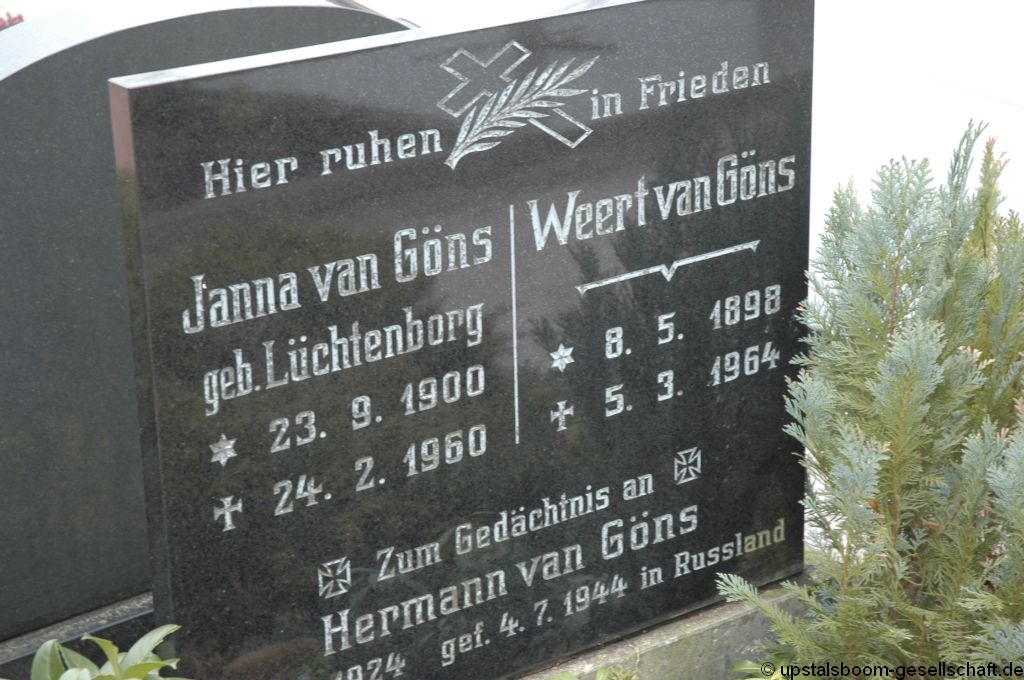 Hier ruhen in Frieden
Janna van Göns
geb. Lüchtenborg
23. 9. 1900
24. 2. 1960
Weert van Göns
8. 5. 1898
5. 3. 1964
Zum Gedächtnis an
Hermann van Göns
1924 gef. 4. 7. 1944 in Russland
© upstalsboom-gesellschaft.de